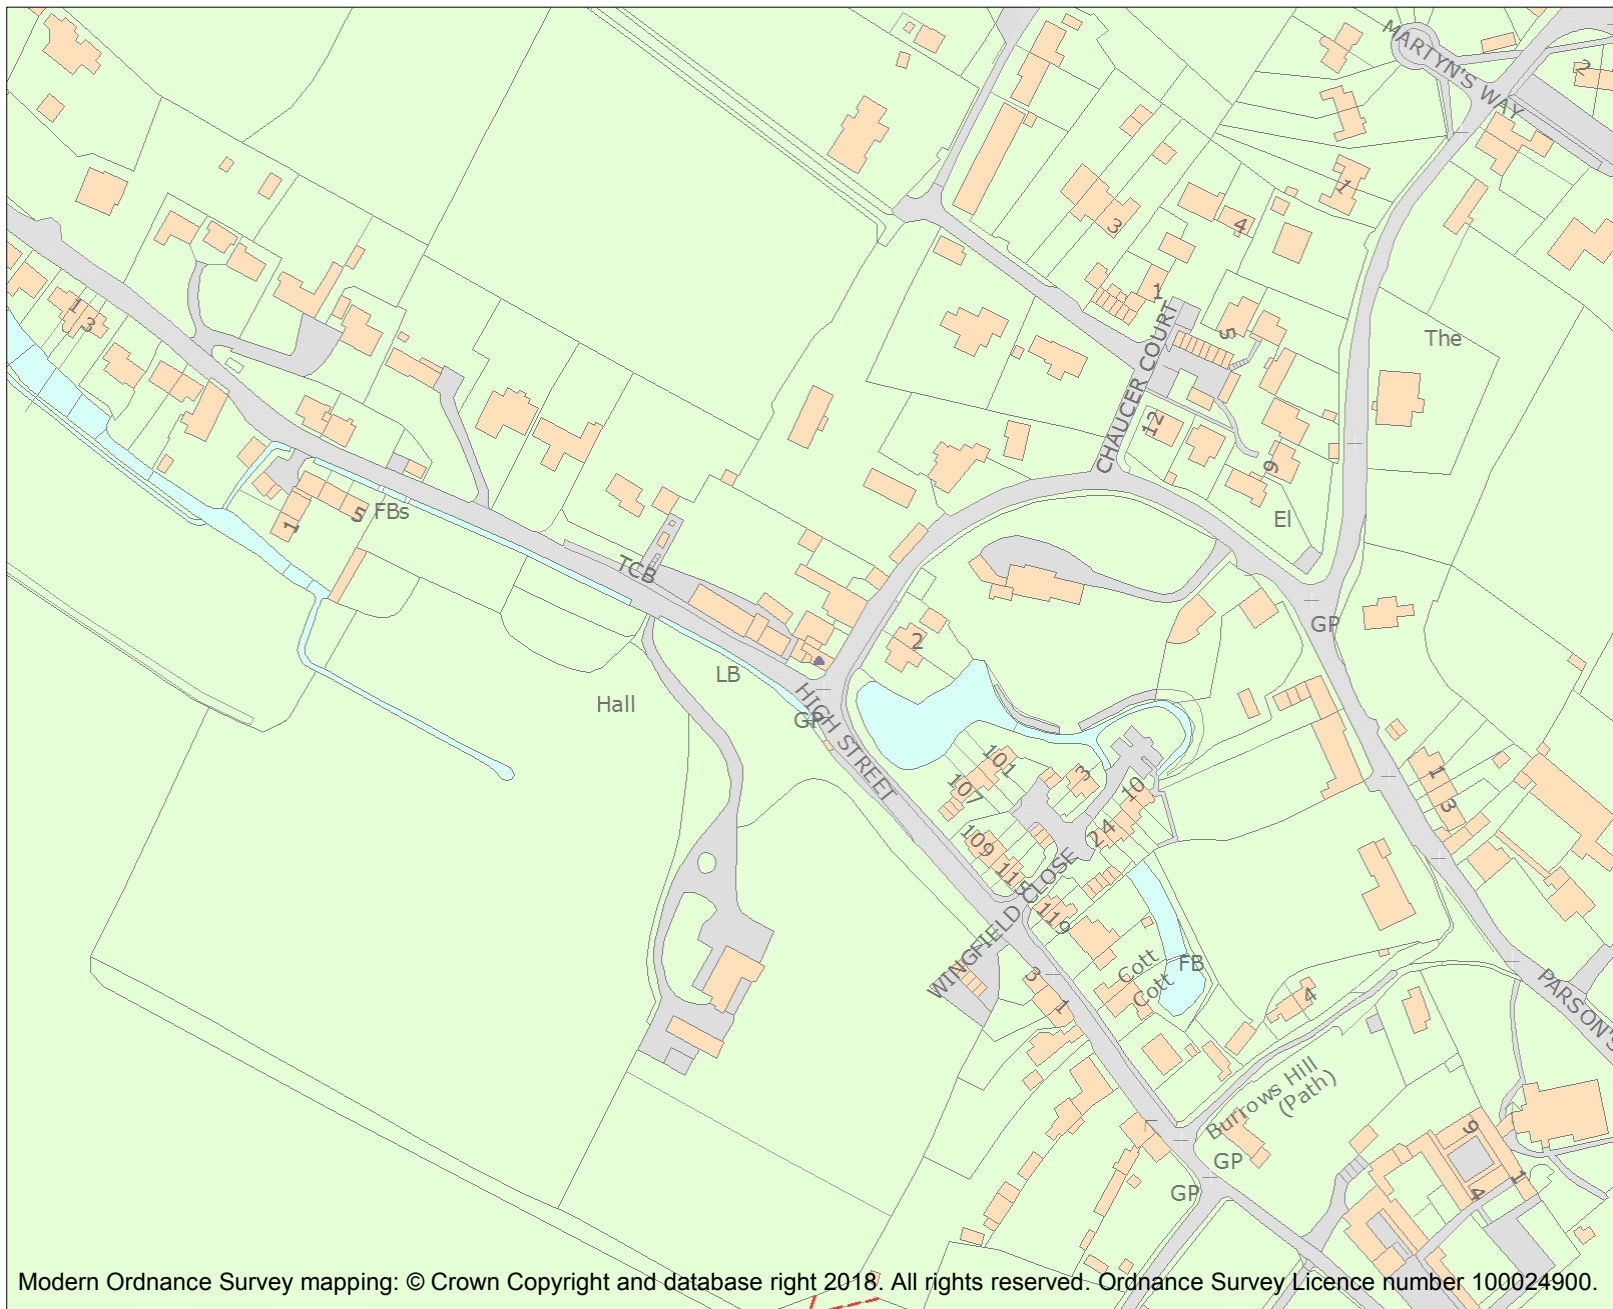 MARTYN'S WAY
2
1
3
4
1
1
3
CHAUCER COURT
5
The
12
9
1
5
FBs
El
TCB
GP
2
LB
Hall
HIGH STREET
GP
101
3
107
10
1
3
109
24
115
WINGFIELD CLOSE
119
Cott
FB
Cott
3
1
4
PARSON'S
Burrows Hill
(Path)
9
GP
1
4
GP
Modern Ordnance Survey mapping: © Crown Copyright and database right 2018. All rights reserved. Ordnance Survey Licence number 100024900.